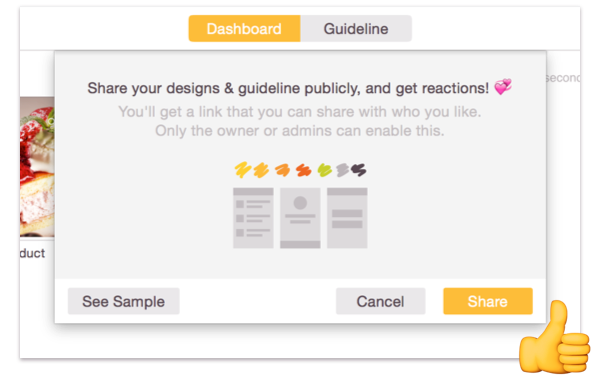 Dashboard
Guideline
Share your designs & guideline publicly, and get reactions!
You'll get a link that you can share with who you like.
Only the owner or admins can enable this.
second
duct
See Sample
Cancel
Share